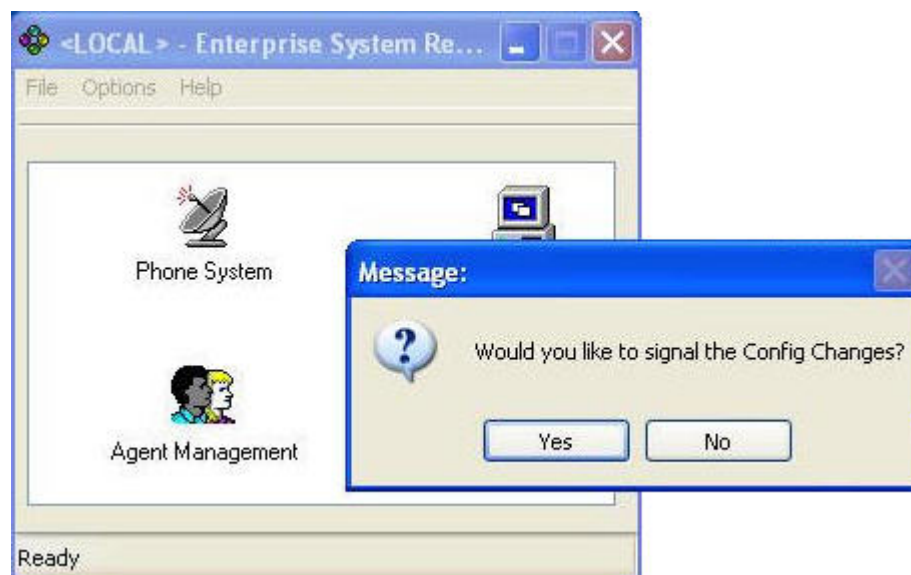 <LOCAL> - Enterprise System Re...
File Options Help
Phone System
Agent Management
Ready
Message:
Would you like to signal the Config Changes?
Yes
No